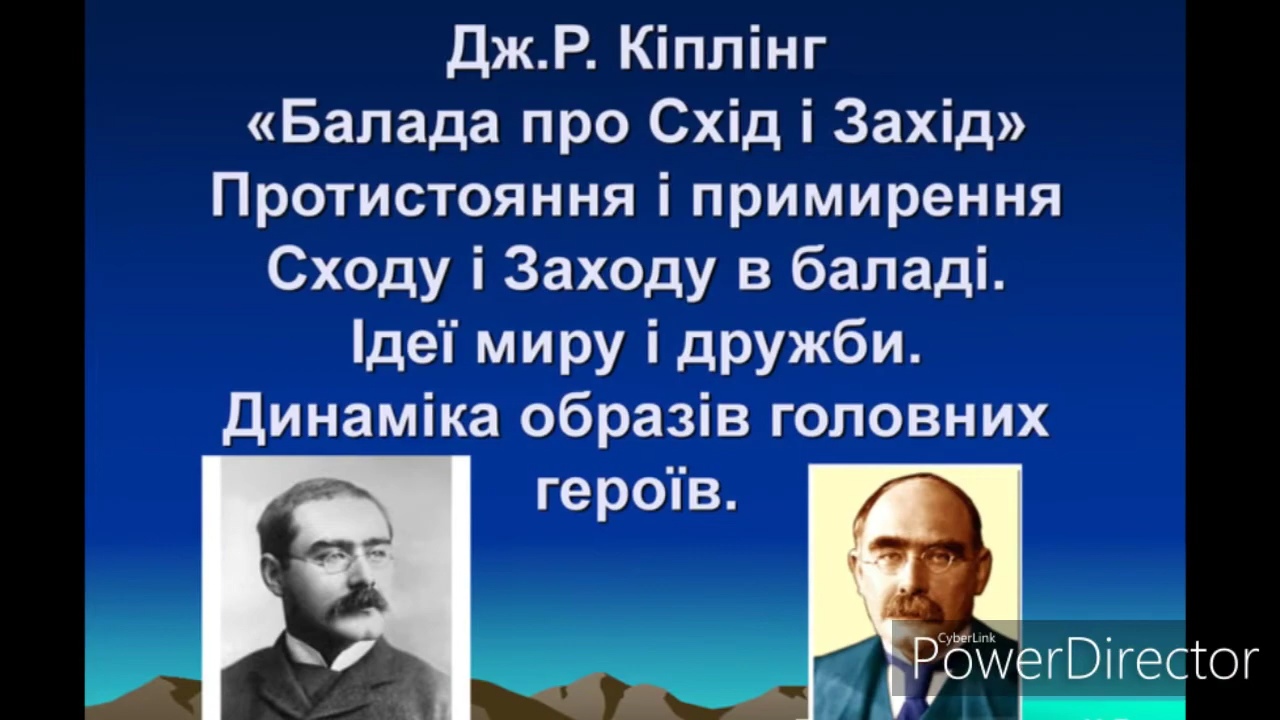 Дж.Р. Кіплінг
«Балада про Схід і Захід»
Протистояння і примирення
Сходу і Заходу в баладі.
Ідеї миру і дружби.
Динаміка образів головних
героїв.
CyberLink
PowerDirector